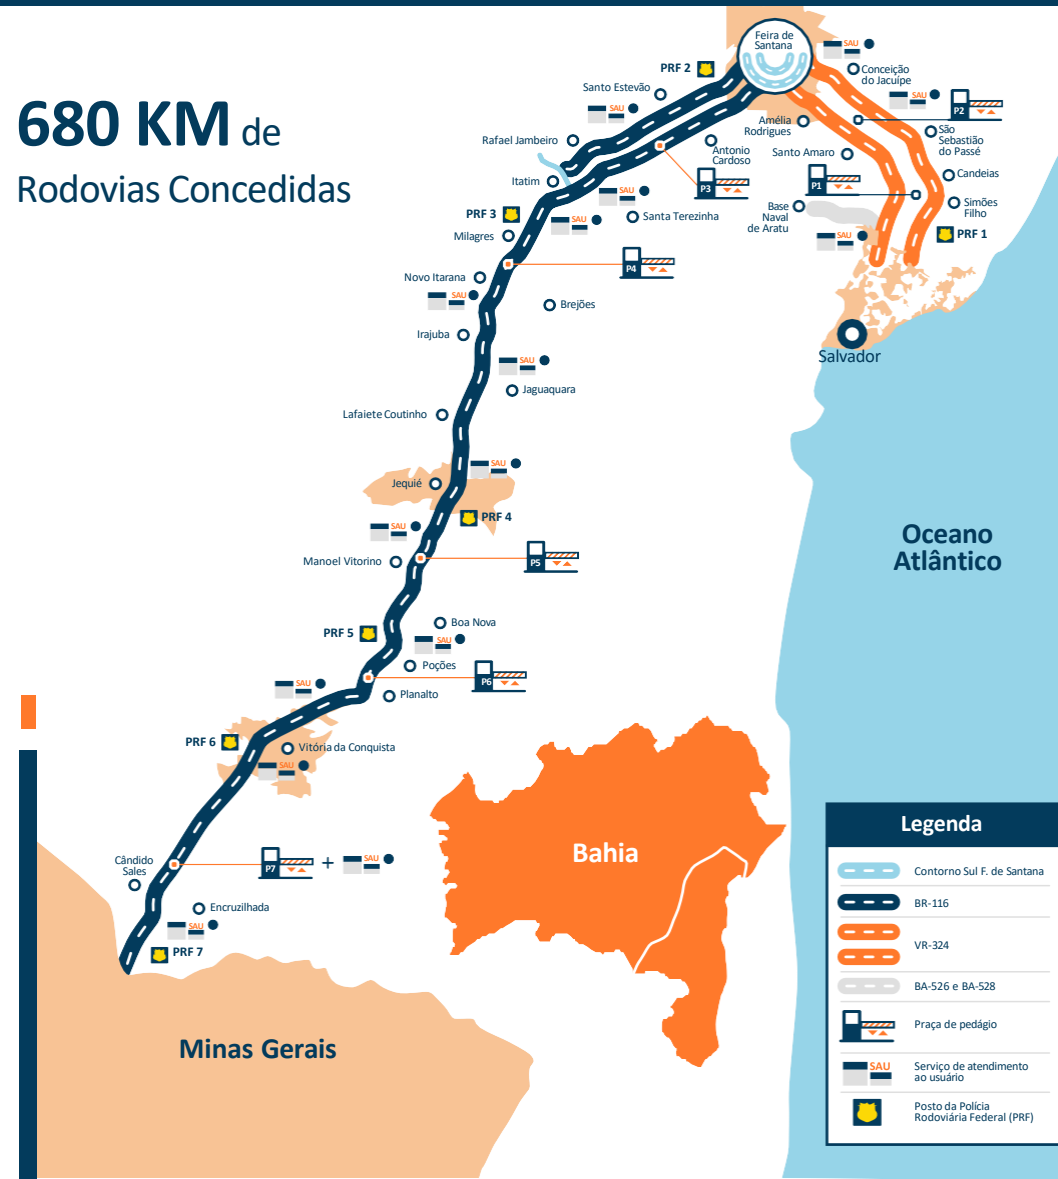 680 KM de
Rodovias Concedidas
Feira de
Santana
SAU
Conceição
do Jacuípe
PRF 2
Santo Estevão
SAU
SAU
P2
Amélia
Rodrigues
São
Sebastião
do Passé
Rafael Jambeiro
Antonio
Cardoso
Santo Amaro
Itatim
P3
P1
Candeias
SAU
Base
Naval
de Aratu
Simões
Filho
PRF 3
SAU
Santa Terezinha
SAU
PRF 1
Milagres
P4
Novo Itarana
SAU
Brejões
Irajuba
Salvador
SAU
Jaguaquara
Lafaiete Coutinho
SAU
Jequié
PRF 4
SAU
Manoel Vitorino
P5
Oceano
Atlântico
Boa Nova
PRF 5
SAU
Poções
P6
SAU
Planalto
PRF 6
Vitória da Conquista
SAU
Cândido
Sales
P7
+
SAU
Encruzilhada
SAU
PRF 7
Minas Gerais
Bahia
Legenda
Contorno Sul F. de Santana
BR-116
VR-324
BA-526 e BA-528
Praça de pedágio
SAU
Serviço de atendimento
ao usuário
Posto da Polícia
Rodoviária Federal (PRF)